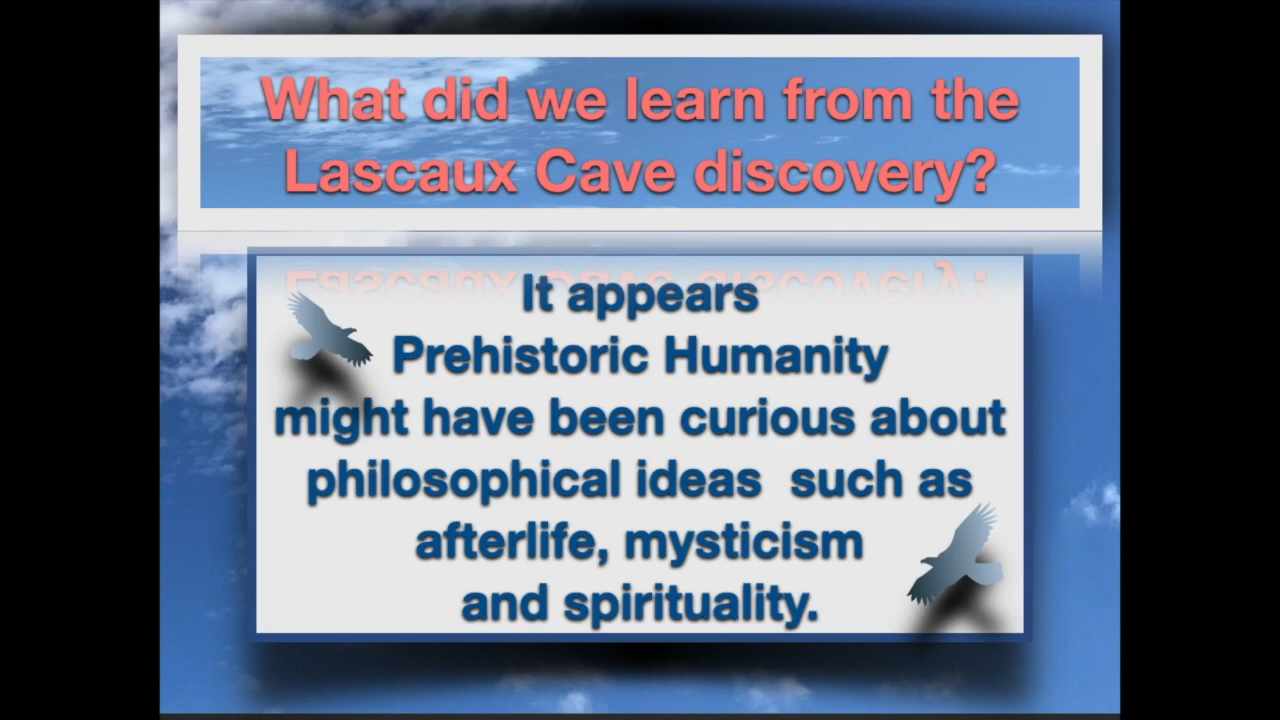 What did we learn from the
Lascaux Cave discovery?
It appears
Prehistoric Humanity
might have been curious about
philosophical ideas  such as
afterlife, mysticism
and spirituality.